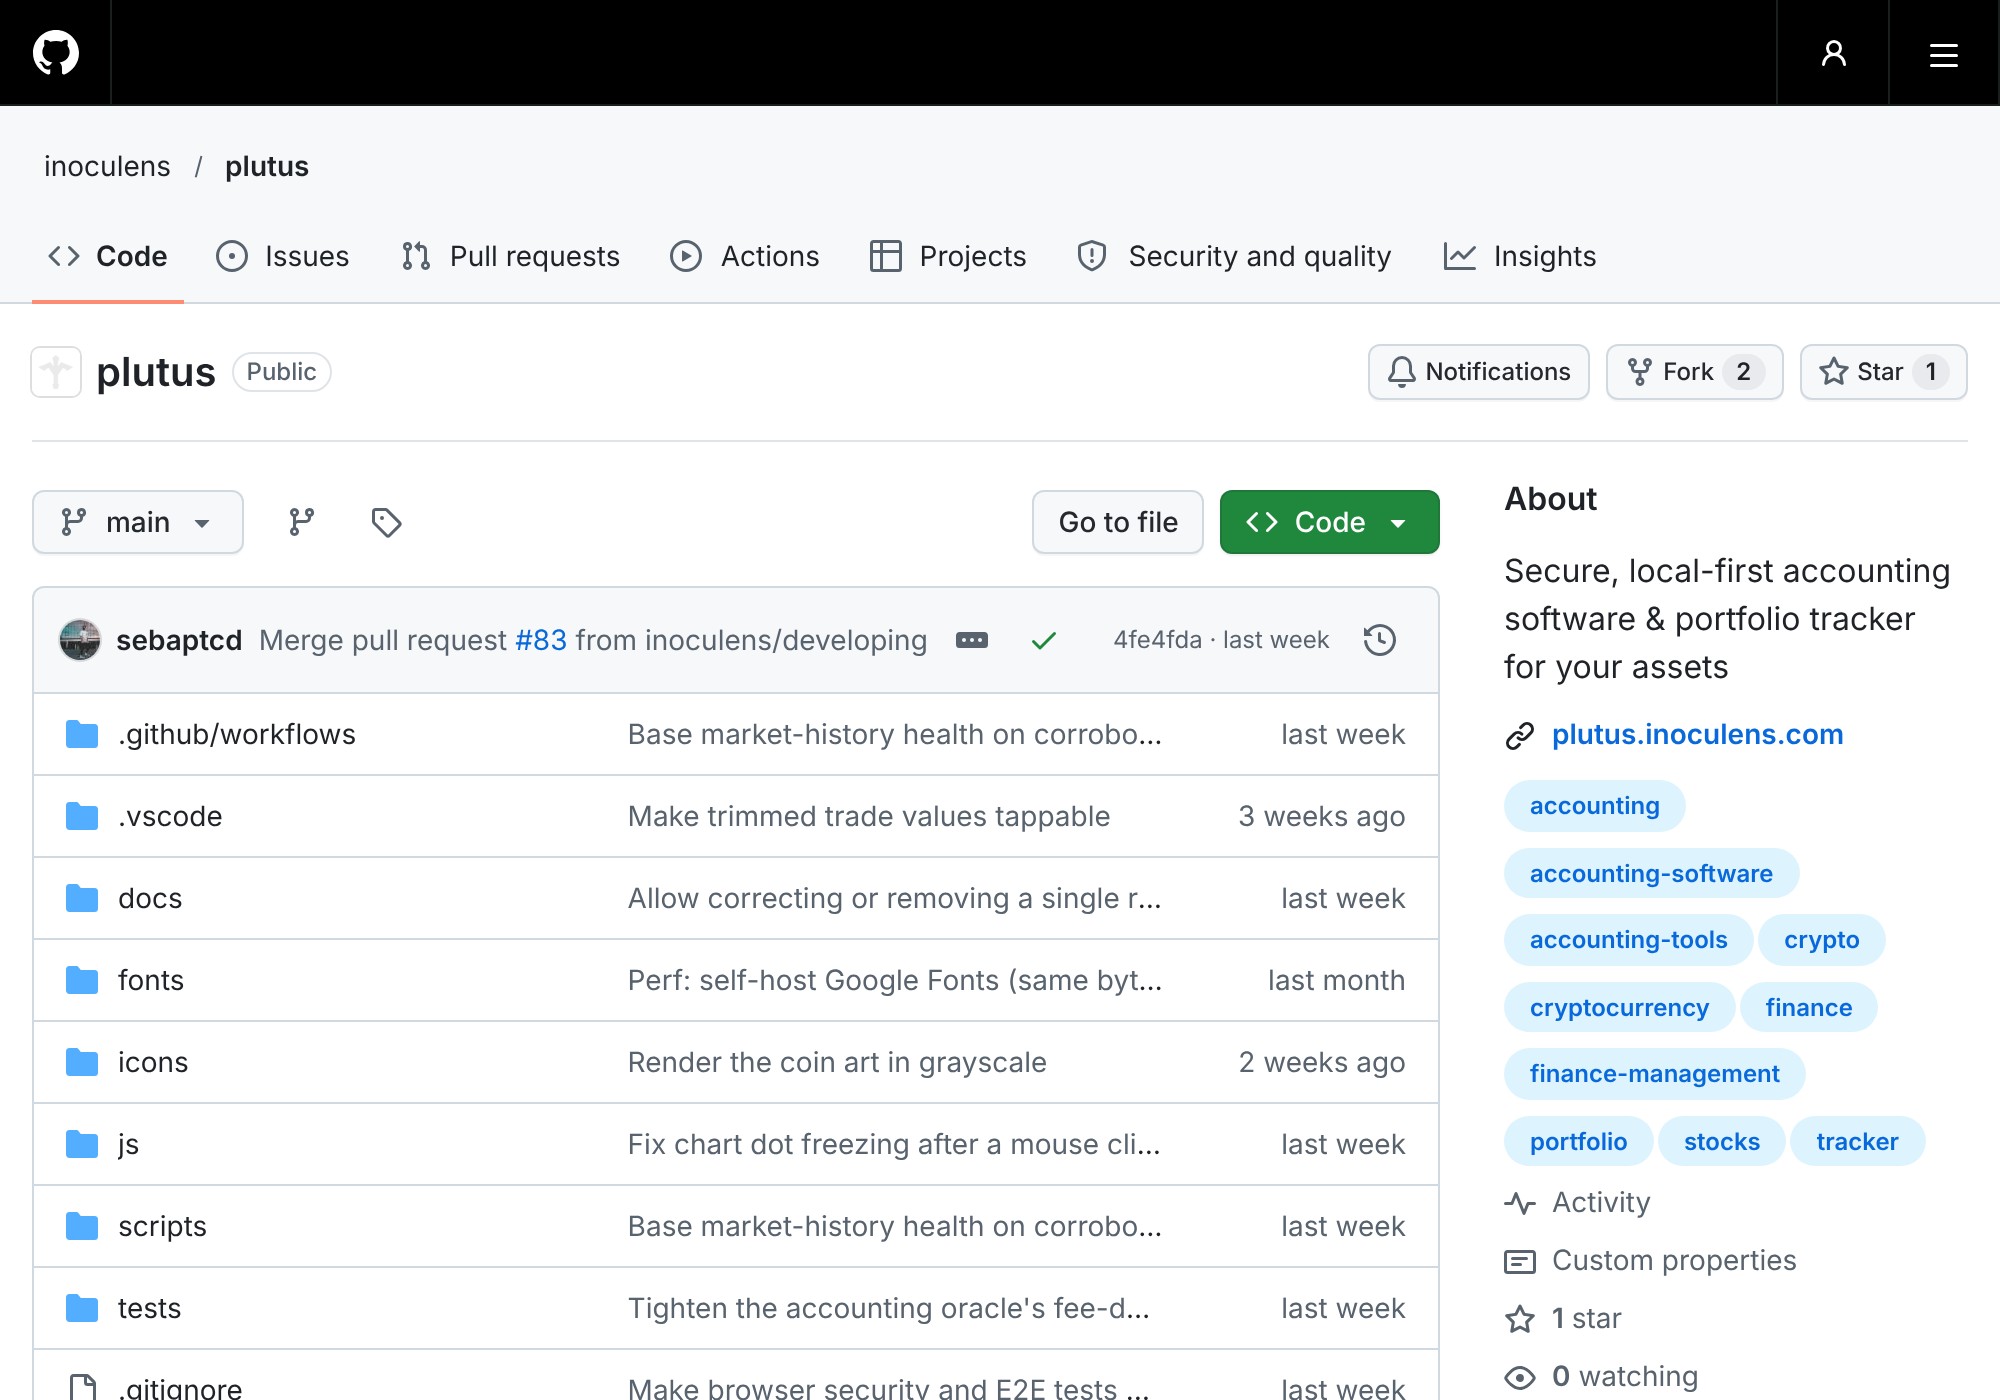 inoculens / plutus
Code Issues Pull requests Actions Projects Security and quality Insights
plutus Public Notifications Fork 2 Star 1
main Go to file Code
sebaptcd Merge pull request #83 from inoculens/developing 4fe4fda · last week
.github/workflows Base market-history health on corrobo... last week
.vscode Make trimmed trade values tappable 3 weeks ago
docs Allow correcting or removing a single r... last week
fonts Perf: self-host Google Fonts (same byt... last month
icons Render the coin art in grayscale 2 weeks ago
js Fix chart dot freezing after a mouse cli... last week
scripts Base market-history health on corrobo... last week
tests Tighten the accounting oracle's fee-d... last week
.gitignore Make browser security and E2E tests ... last week
About
Secure, local-first accounting
software & portfolio tracker
for your assets
plutus.inoculens.com
accounting
accounting-software
accounting-tools crypto
cryptocurrency finance
finance-management
portfolio stocks tracker
Activity
Custom properties
1 star
0 watching